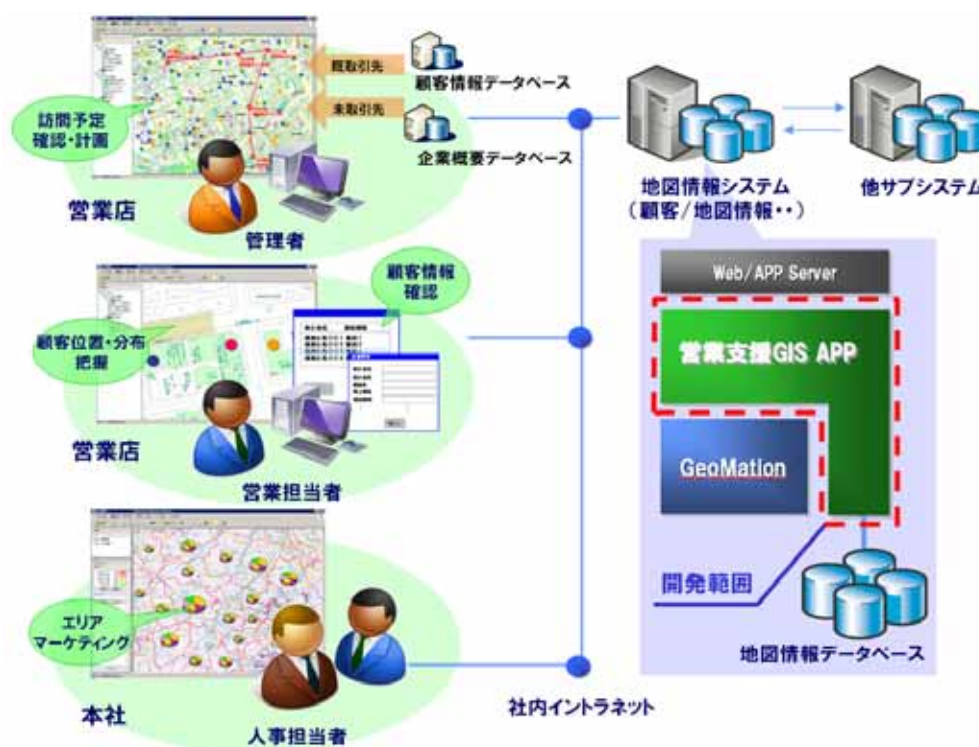 既取引先
顧客情報データベース
未取引先
企業概要データベース
訪問予定
確認・計画
営業店
管理者
地図情報システム
（顧客/地図情報・・）
他サブシステム
顧客情報
確認
顧客位置・分布
把握
営業店
営業担当者
Web/APP Server
営業支援GIS APP
GeoMation
開発範囲
地図情報データベース
エリア
マーケティング
本社
人事担当者
社内イントラネット